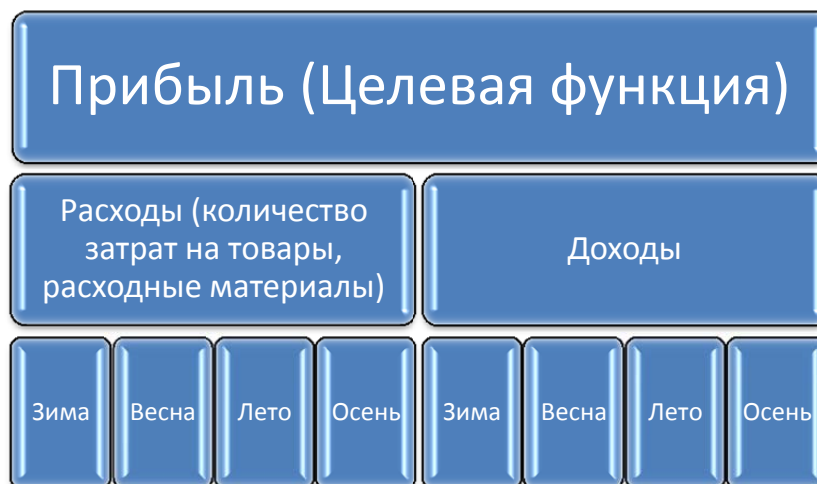 Прибыль (Целевая функция)
Расходы (количество
затрат на товары,
расходные материалы)
Доходы
Зима
Весна
Лето
Осень
Зима
Весна
Лето
Осень